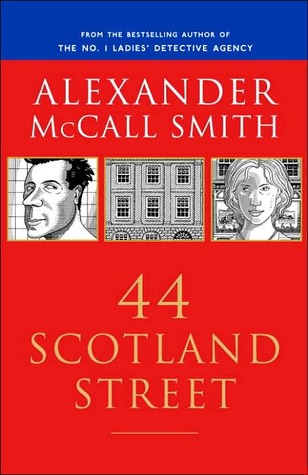 FROM THE BESTSELLING AUTHOR OF
THE NO. 1 LADIES' DETECTIVE AGENCY
ALEXANDER
McCALL SMITH
44
SCOTLAND
STREET